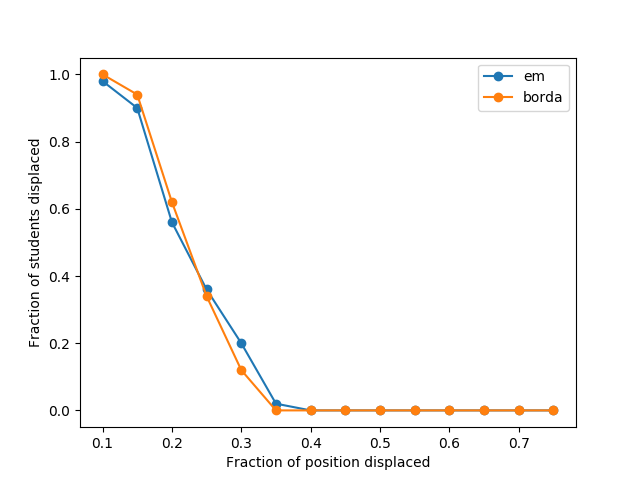 em
borda
1.0
0.8
0.6
0.4
0.2
0.0
Fraction of students displaced
0.1 0.2 0.3 0.4 0.5 0.6 0.7
Fraction of position displaced